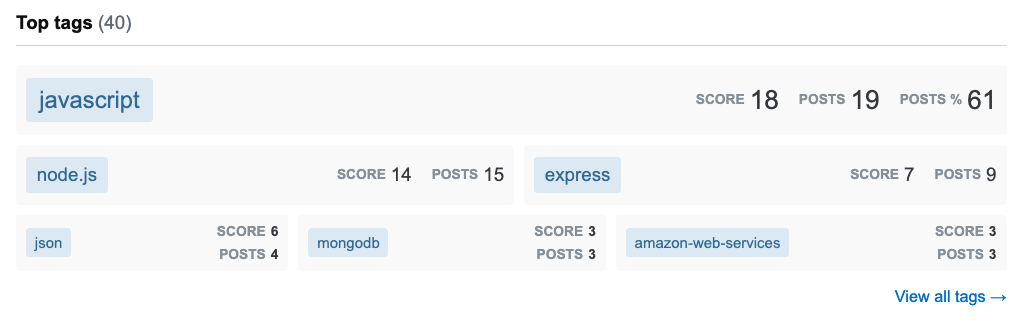 Top tags (40)
javascript SCORE 18 POSTS 19 POSTS % 61
node.js SCORE 14 POSTS 15
express SCORE 7 POSTS 9
json SCORE 6
POSTS 4
mongodb SCORE 3
POSTS 3
amazon-web-services SCORE 3
POSTS 3
View all tags →